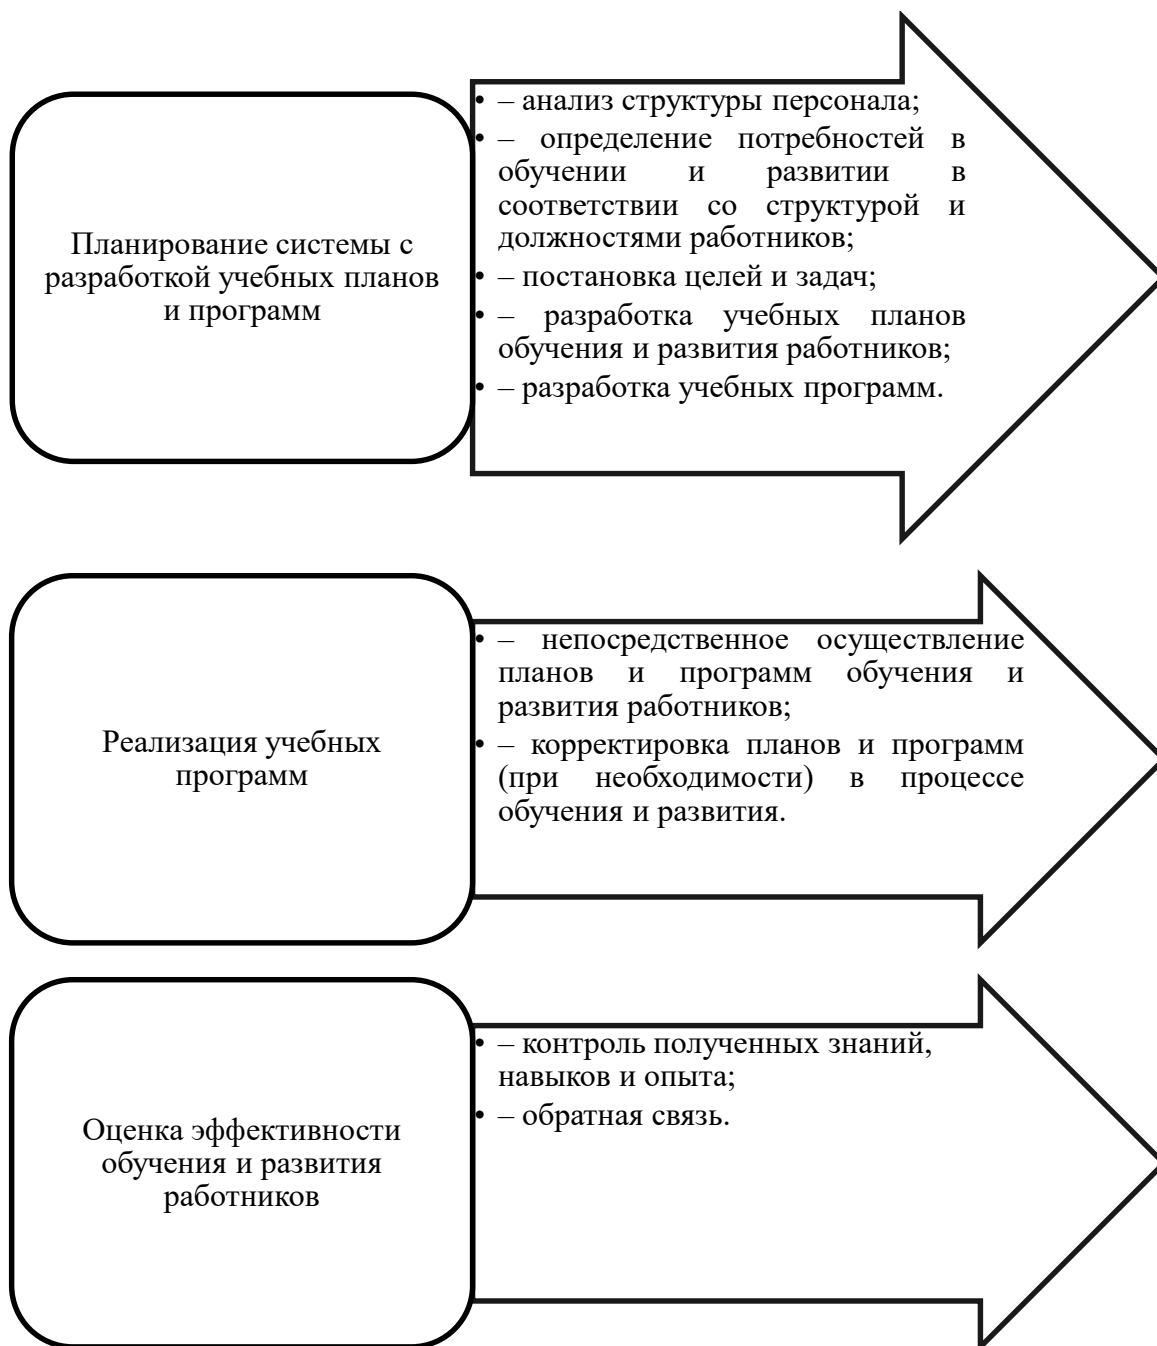 Планирование системы с
разработкой учебных планов
и программ
• – анализ структуры персонала;
• – определение потребностей в
обучении и развитии в
соответствии со структурой и
должностями работников;
• – постановка целей и задач;
• – разработка учебных планов
обучения и развития работников;
• – разработка учебных программ.
Реализация учебных
программ
• – непосредственное осуществление
планов и программ обучения и
развития работников;
• – корректировка планов и программ
(при необходимости) в процессе
обучения и развития.
Оценка эффективности
обучения и развития
работников
• – контроль полученных знаний,
навыков и опыта;
• – обратная связь.